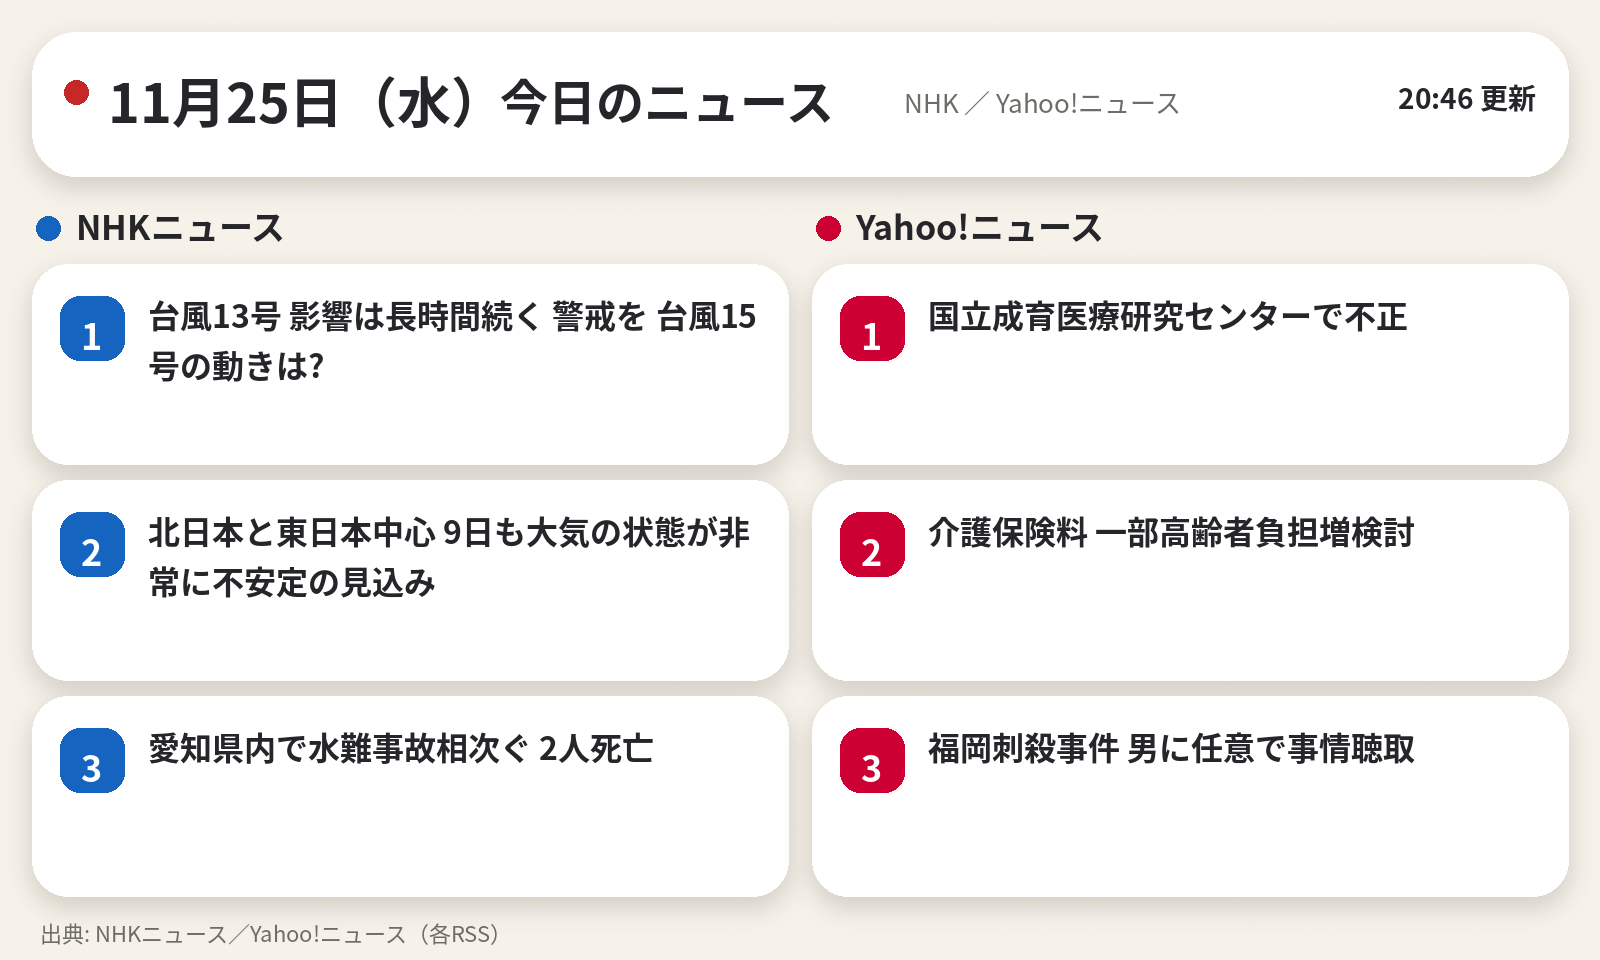 11月25日（水）今日のニュース
NHK ／ Yahoo!ニュース
20:46 更新
NHKニュース
1
台風13号 影響は長時間続く 警戒を 台風15
号の動きは?
2
北日本と東日本中心 9日も大気の状態が非
常に不安定の見込み
3
愛知県内で水難事故相次ぐ 2人死亡
Yahoo!ニュース
1
国立成育医療研究センターで不正
2
介護保険料 一部高齢者負担増検討
3
福岡刺殺事件 男に任意で事情聴取
出典: NHKニュース／Yahoo!ニュース（各RSS）